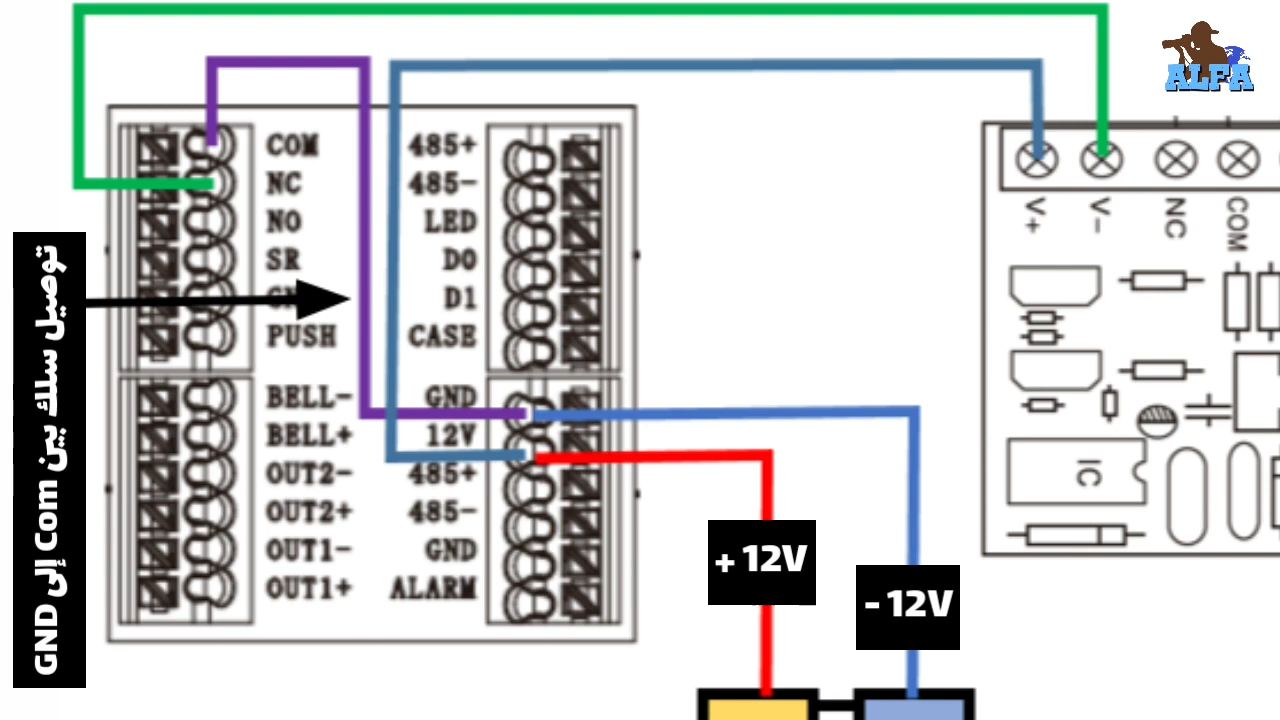 ALFA
COM
NC
NO
SR
PUSH
BELL-
BELL+
OUT2-
OUT2+
OUT1-
OUT1+
485+
485-
LED
D0
D1
CASE
GND
12V
485+
485-
GND
ALARM
توصيل سلك بين Com إلى GND
+ 12V
- 12V
V+
V-
NC
COM
IC